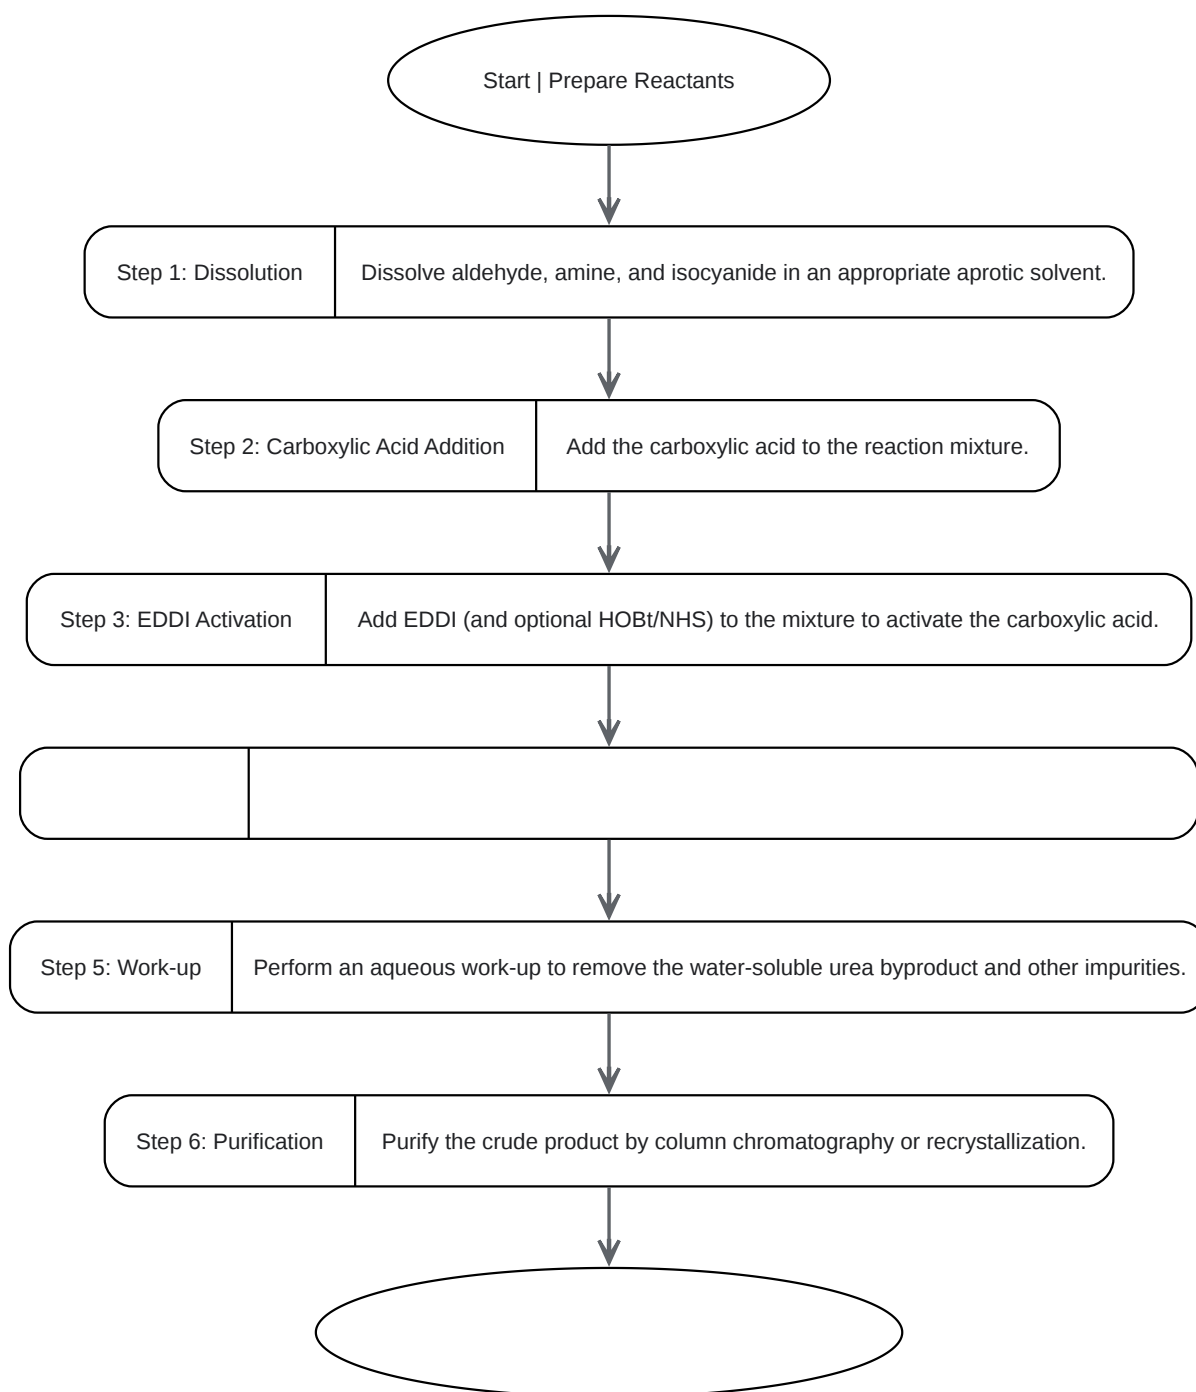 Start | Prepare Reactants
Step 1: Dissolution
Dissolve aldehyde, amine, and isocyanide in an appropriate aprotic solvent.
Step 2: Carboxylic Acid Addition
Add the carboxylic acid to the reaction mixture.
Step 3: EDDI Activation
Add EDDI (and optional HOBt/NHS) to the mixture to activate the carboxylic acid.
Step 5: Work-up
Perform an aqueous work-up to remove the water-soluble urea byproduct and other impurities.
Step 6: Purification
Purify the crude product by column chromatography or recrystallization.